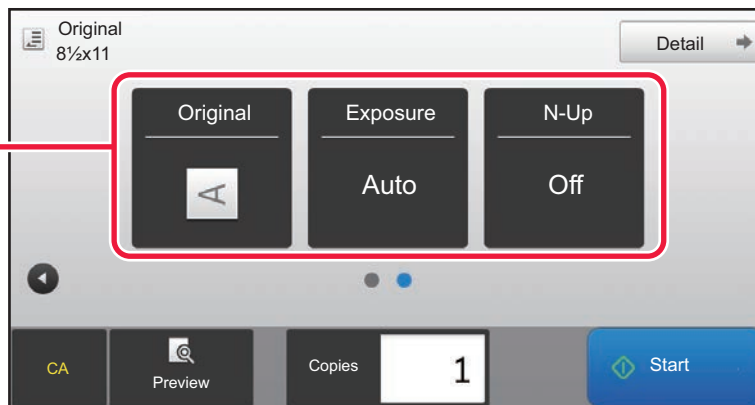 Original
8½x11
Detail
Original
Exposure
N-Up
A
Auto
Off
CA
Preview
Copies
1
Start